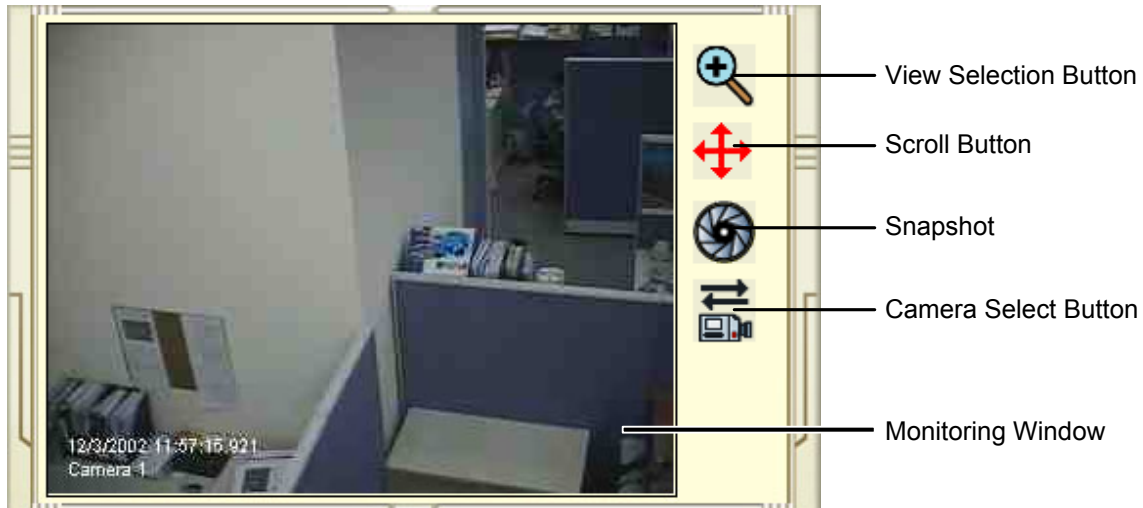 View Selection Button
Scroll Button
Snapshot
Camera Select Button
Monitoring Window
12/3/2002 11:57:15.921
Camera 1